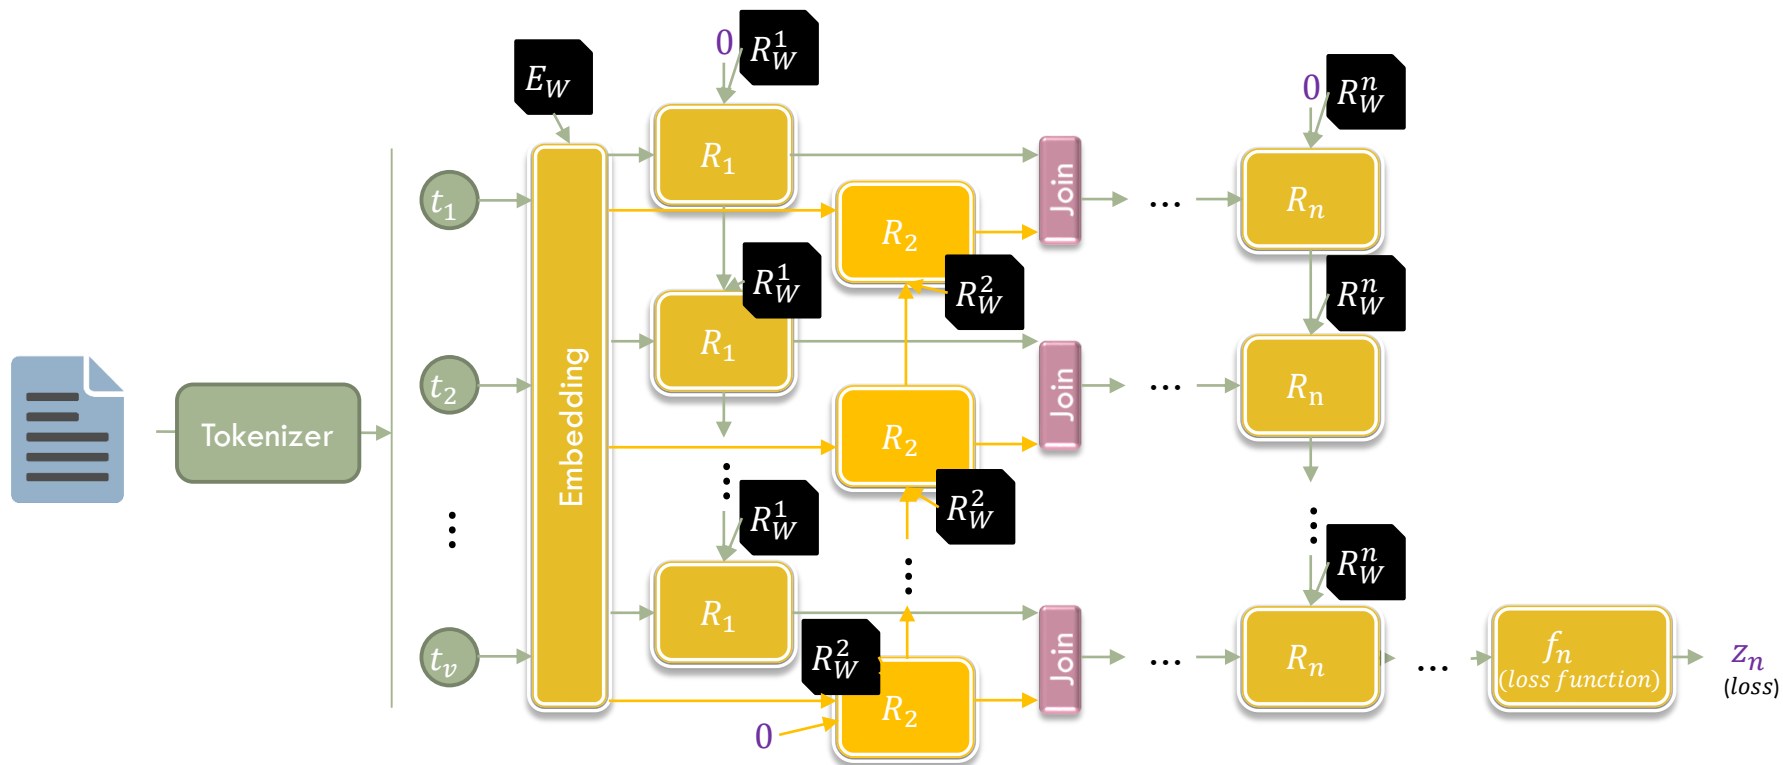 0
R_W^1
E_W
0
R_W^n
R_1
Join
t_1
R_2
...
R_n
R_W^1
R_W^2
R_W^n
R_1
Join
t_2
...
R_n
Embedding
Tokenizer
R_2
⋮
R_W^1
R_W^2
⋮
⋮
⋮
R_W^n
R_1
Join
t_v
R_W^2
...
R_n
...
f_n
(loss function)
z_n
(loss)
R_2
0